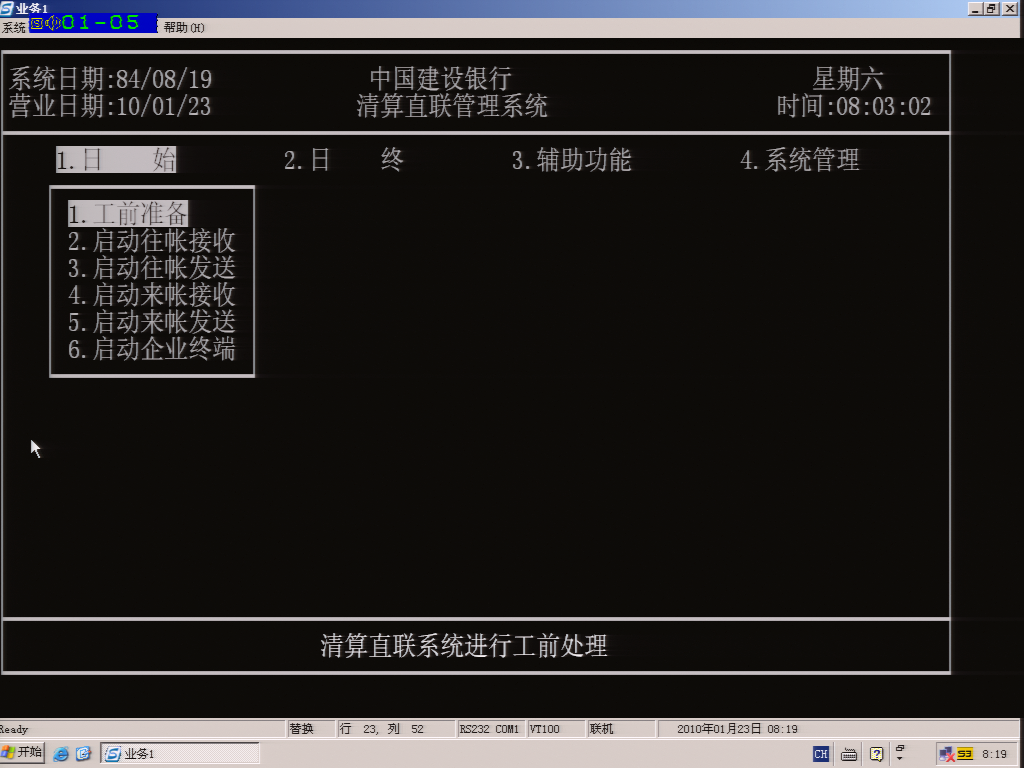 业务1
系统 01-05 帮助(H)
系统日期:84/08/19 中国建设银行 星期六
营业日期:10/01/23 清算直联管理系统 时间:08:03:02
1.日 始 2.日 终 3.辅助功能 4.系统管理
1.工前准备
2.启动往帐接收
3.启动往帐发送
4.启动来帐接收
5.启动来帐发送
6.启动企业终端
清算直联系统进行工前处理
Ready 替换 行 23, 列 52 RS232 COM1 VT100 联机 2010年01月23日 08:19
开始 业务1 CH S3 8:19